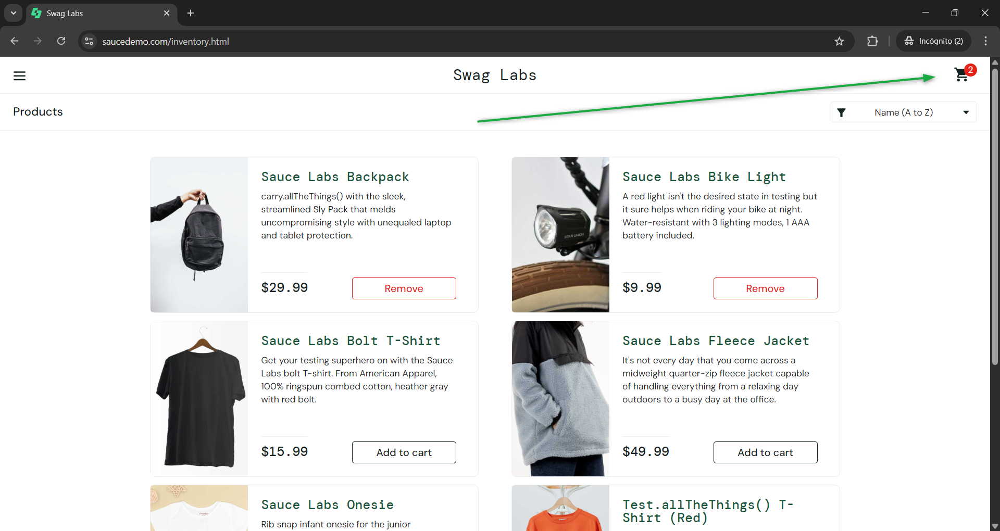 Swag Labs
saucedemo.com/inventory.html
Incógnito (2)
Swag Labs
2
Products
Name (A to Z)
Sauce Labs Backpack
carry.allTheThings() with the sleek,
streamlined Sly Pack that melds
uncompromising style with unequaled laptop
and tablet protection.
$29.99
Remove
STAR UNION
Sauce Labs Bike Light
A red light isn't the desired state in testing but
it sure helps when riding your bike at night.
Water-resistant with 3 lighting modes, 1 AAA
battery included.
$9.99
Remove
Sauce Labs Bolt T-Shirt
Get your testing superhero on with the Sauce
Labs bolt T-shirt. From American Apparel,
100% ringspun combed cotton, heather gray
with red bolt.
$15.99
Add to cart
Sauce Labs Fleece Jacket
It's not every day that you come across a
midweight quarter-zip fleece jacket capable
of handling everything from a relaxing day
outdoors to a busy day at the office.
$49.99
Add to cart
Sauce Labs Onesie
Rib snap infant onesie for the junior
Test.allTheThings() T-
Shirt (Red)